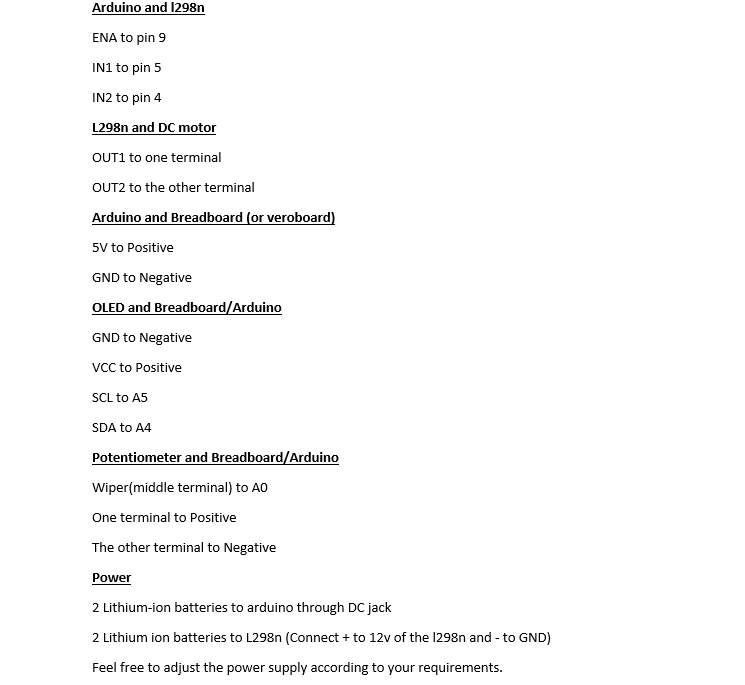 Arduino and l298n
ENA to pin 9
IN1 to pin 5
IN2 to pin 4
L298n and DC motor
OUT1 to one terminal
OUT2 to the other terminal
Arduino and Breadboard (or veroboard)
5V to Positive
GND to Negative
OLED and Breadboard/Arduino
GND to Negative
VCC to Positive
SCL to A5
SDA to A4
Potentiometer and Breadboard/Arduino
Wiper(middle terminal) to A0
One terminal to Positive
The other terminal to Negative
Power
2 Lithium-ion batteries to arduino through DC jack
2 Lithium ion batteries to L298n (Connect + to 12v of the l298n and - to GND)
Feel free to adjust the power supply according to your requirements.